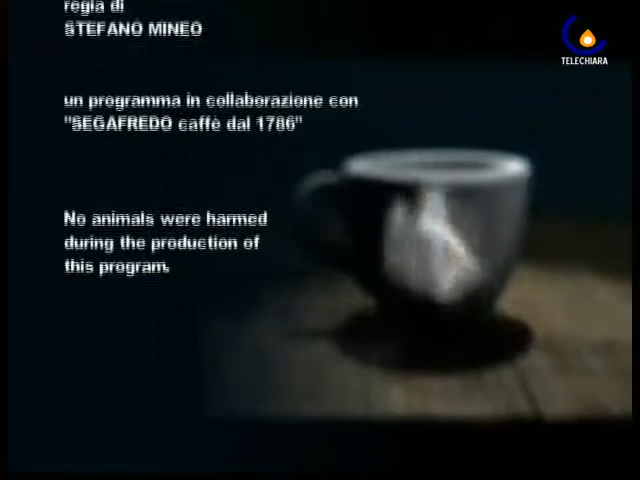 regia di
STEFANO MINEO
TELECHIARA
un programma in collaborazione con
"SEGAFREDO caffè dal 1786"
No animals were harmed
during the production of
this program.